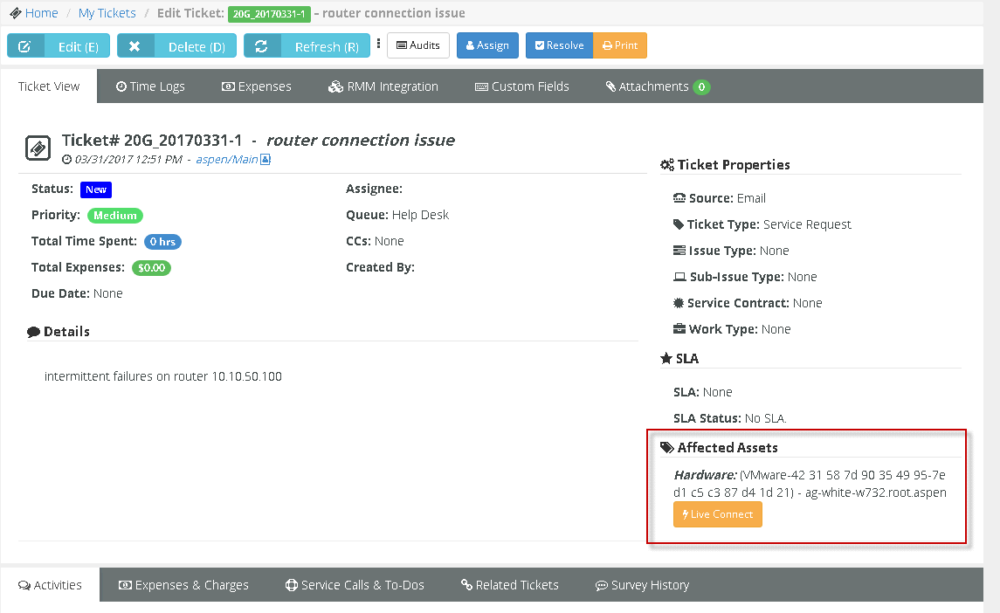 Home / My Tickets / Edit Ticket: 20G_20170331-1 - router connection issue
Edit (E) Delete (D) Refresh (R) Audits Assign Resolve Print
Ticket View Time Logs Expenses RMM Integration Custom Fields Attachments 0
Ticket# 20G_20170331-1 - router connection issue
03/31/2017 12:51 PM - aspen/Main
Status: New
Priority: Medium
Total Time Spent: 0 hrs
Total Expenses: $0.00
Due Date: None
Assignee:
Queue: Help Desk
CCs: None
Created By:
Details
intermittent failures on router 10.10.50.100
Ticket Properties
Source: Email
Ticket Type: Service Request
Issue Type: None
Sub-Issue Type: None
Service Contract: None
Work Type: None
SLA
SLA: None
SLA Status: No SLA.
Affected Assets
Hardware: (VMware-42 31 58 7d 90 35 49 95-7e
d1 c5 c3 87 d4 1d 21) - ag-white-w732.root.aspen
Live Connect
Activities Expenses & Charges Service Calls & To-Dos Related Tickets Survey History